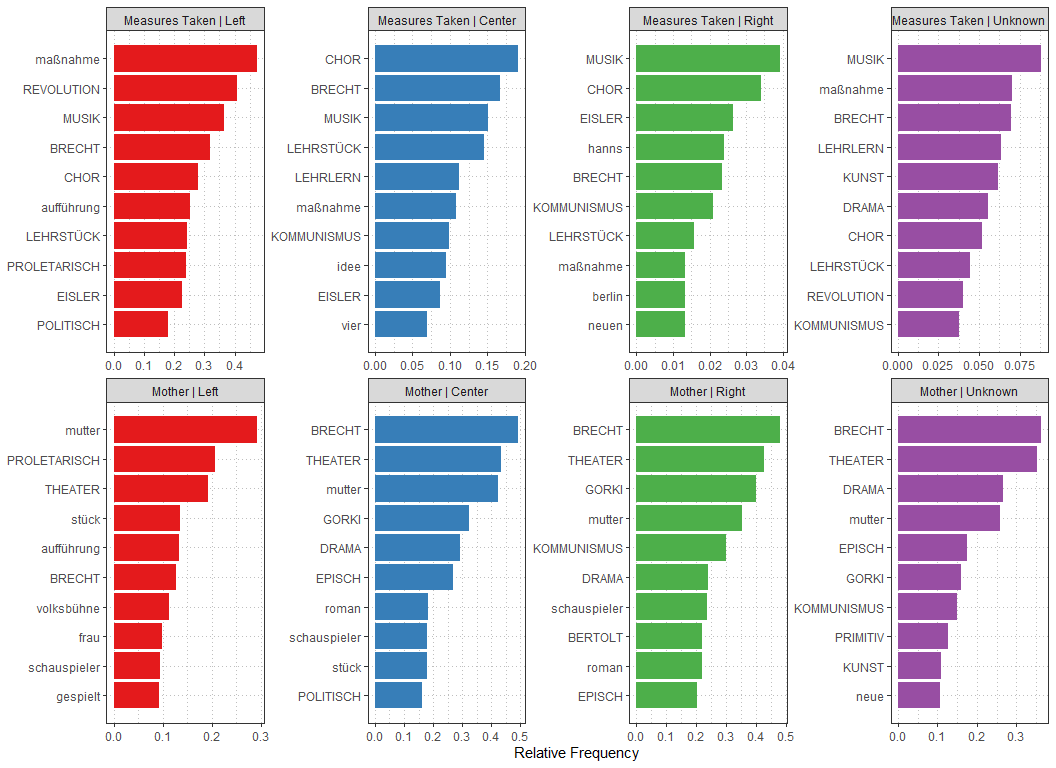 Measures Taken | Left
maßnahme
REVOLUTION
MUSIK
BRECHT
CHOR
aufführung
LEHRSTÜCK
PROLETARISCH
EISLER
POLITISCH
0.0 0.1 0.2 0.3 0.4
Measures Taken | Center
CHOR
BRECHT
MUSIK
LEHRSTÜCK
LEHRLERN
maßnahme
KOMMUNISMUS
idee
EISLER
vier
0.00 0.05 0.10 0.15 0.20
Measures Taken | Right
MUSIK
CHOR
EISLER
hanns
BRECHT
KOMMUNISMUS
LEHRSTÜCK
maßnahme
berlin
neuen
0.00 0.01 0.02 0.03 0.04
Measures Taken | Unknown
MUSIK
maßnahme
BRECHT
LEHRLERN
KUNST
DRAMA
CHOR
LEHRSTÜCK
REVOLUTION
KOMMUNISMUS
0.000 0.025 0.050 0.075
Mother | Left
mutter
PROLETARISCH
THEATER
stück
aufführung
BRECHT
volksbühne
frau
schauspieler
gespielt
0.0 0.1 0.2 0.3
Mother | Center
BRECHT
THEATER
mutter
GORKI
DRAMA
EPISCH
roman
schauspieler
stück
POLITISCH
0.0 0.1 0.2 0.3 0.4 0.5
Mother | Right
BRECHT
THEATER
GORKI
mutter
KOMMUNISMUS
DRAMA
schauspieler
BERTOLT
roman
EPISCH
0.0 0.1 0.2 0.3 0.4 0.5
Mother | Unknown
BRECHT
THEATER
DRAMA
mutter
EPISCH
GORKI
KOMMUNISMUS
PRIMITIV
KUNST
neue
0.0 0.1 0.2 0.3
Relative Frequency